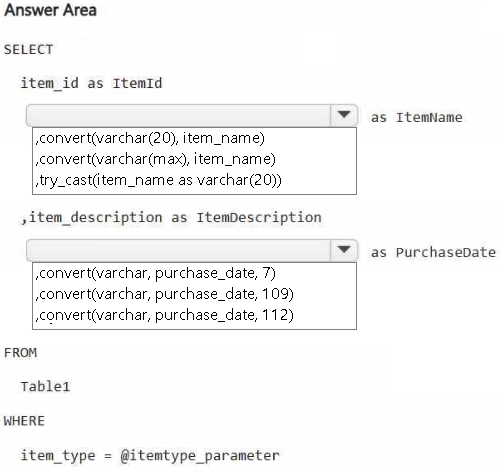 Answer Area
SELECT
item_id as ItemId
as ItemName
,convert(varchar(20), item_name)
,convert(varchar(max), item_name)
,try_cast(item_name as varchar(20))
,item_description as ItemDescription
as PurchaseDate
,convert(varchar, purchase_date, 7)
,convert(varchar, purchase_date, 109)
,convert(varchar, purchase_date, 112)
FROM
Table1
WHERE
item_type = @itemtype_parameter